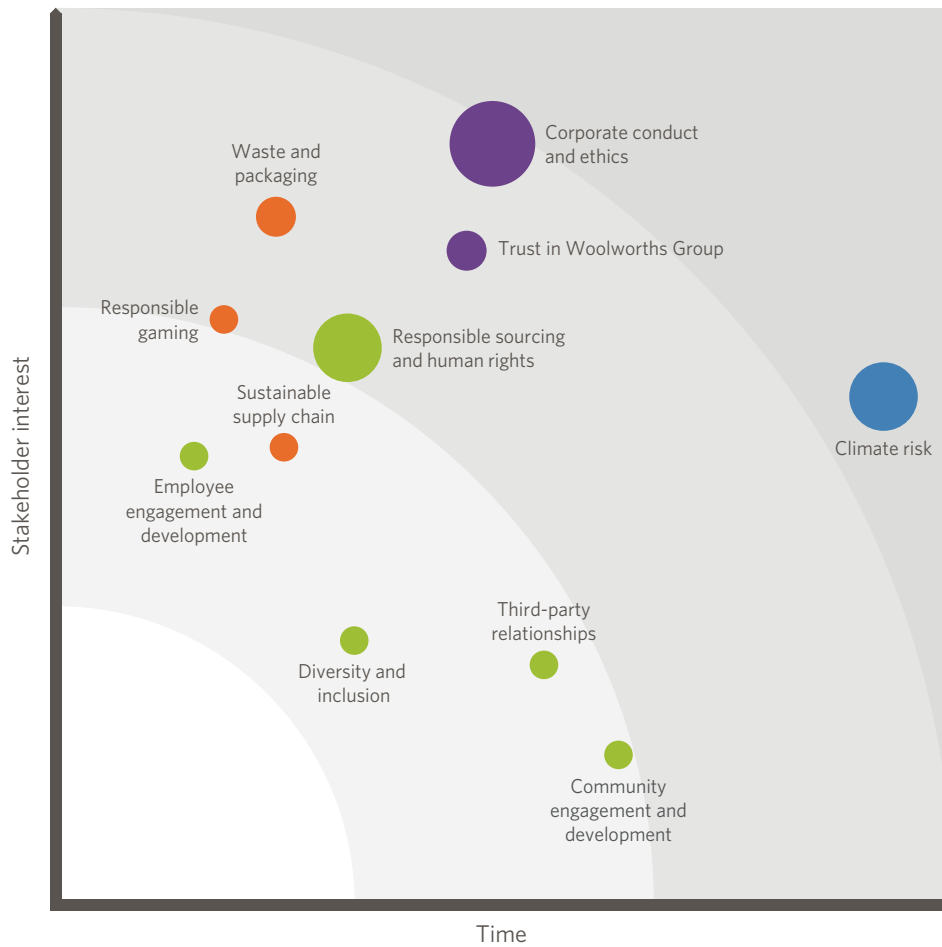 Corporate conduct
and ethics
Waste and
packaging
Trust in Woolworths Group
Responsible
gaming
Responsible sourcing
and human rights
Sustainable
supply chain
Climate risk
Employee
engagement and
development
Third-party
relationships
Diversity and
inclusion
Community
engagement and
development
Stakeholder interest
Time